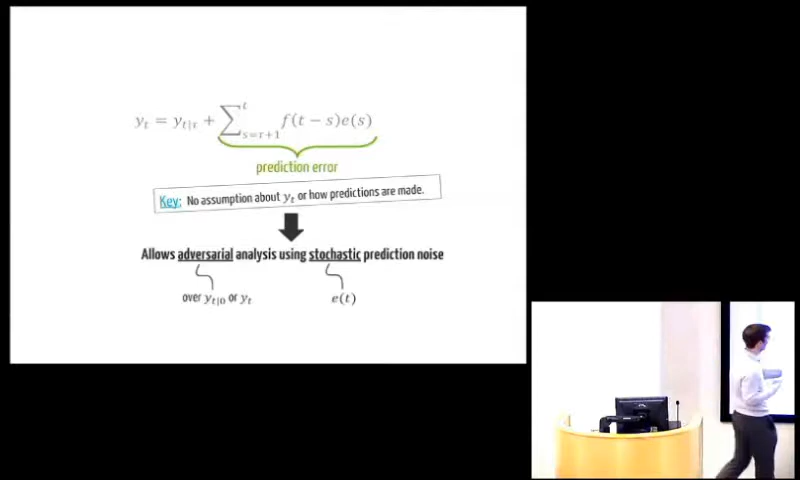 y_t = y_{t|τ} + ∑_{s=τ+1}^{t} f(t − s)e(s)
prediction error
Key: No assumption about y_t or how predictions are made.
Allows adversarial analysis using stochastic prediction noise
over y_{t|0} or y_t
e(t)